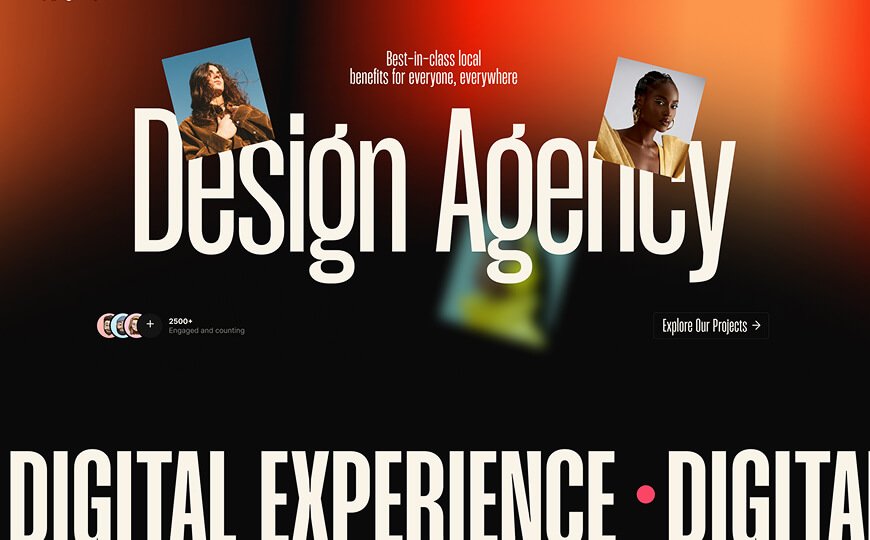 Best-in-class local
benefits for everyone, everywhere
Design Agency
2500+
Engaged and counting
Explore Our Projects →
DIGITAL EXPERIENCE • DIGITAL